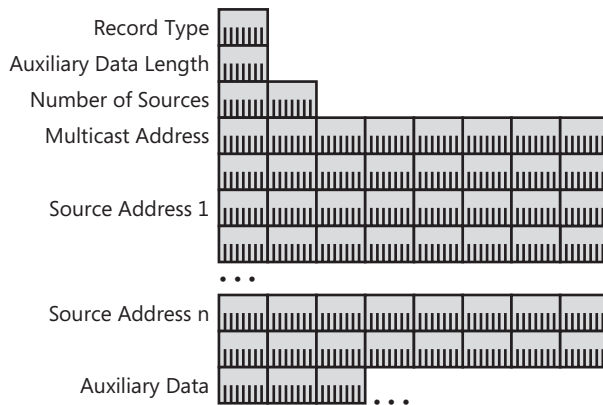 Record Type
Auxiliary Data Length
Number of Sources
Multicast Address
Source Address 1
...
Source Address n
Auxiliary Data ...